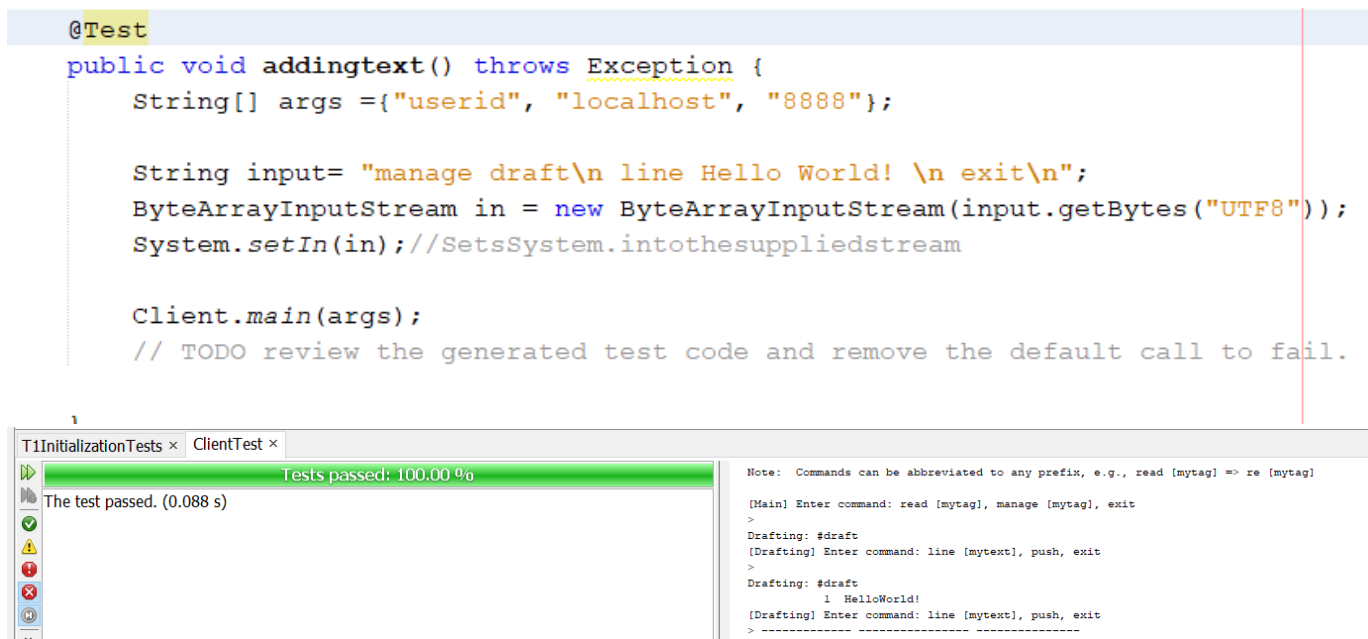 @Test
public void addingtext() throws Exception {
String[] args ={"userid", "localhost", "8888"};
String input= "manage draft\n line Hello World! \n exit\n";
ByteArrayInputStream in = new ByteArrayInputStream(input.getBytes("UTF8"));
System.setIn(in);//SetsSystem.intothesuppliedstream
Client.main(args);
// TODO review the generated test code and remove the default call to fail.
}
T1InitializationTests × ClientTest ×
Tests passed: 100.00 %
The test passed. (0.088 s)
Note: Commands can be abbreviated to any prefix, e.g., read [mytag] => re [mytag]
[Main] Enter command: read [mytag], manage [mytag], exit
>
Drafting: #draft
[Drafting] Enter command: line [mytext], push, exit
>
Drafting: #draft
1 HelloWorld!
[Drafting] Enter command: line [mytext], push, exit
> ------------- ---------------- ---------------